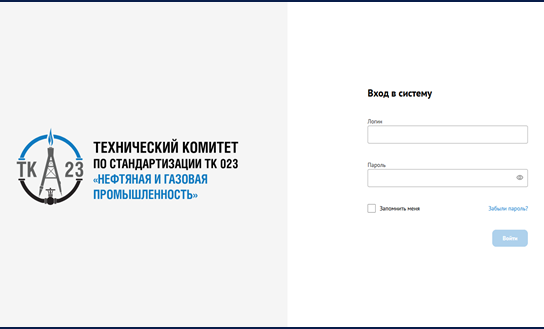 ТК 23
ТЕХНИЧЕСКИЙ КОМИТЕТ
ПО СТАНДАРТИЗАЦИИ ТК 023
«НЕФТЯНАЯ И ГАЗОВАЯ
ПРОМЫШЛЕННОСТЬ»
Вход в систему
Логин
Пароль
Запомнить меня
Забыли пароль?
Войти